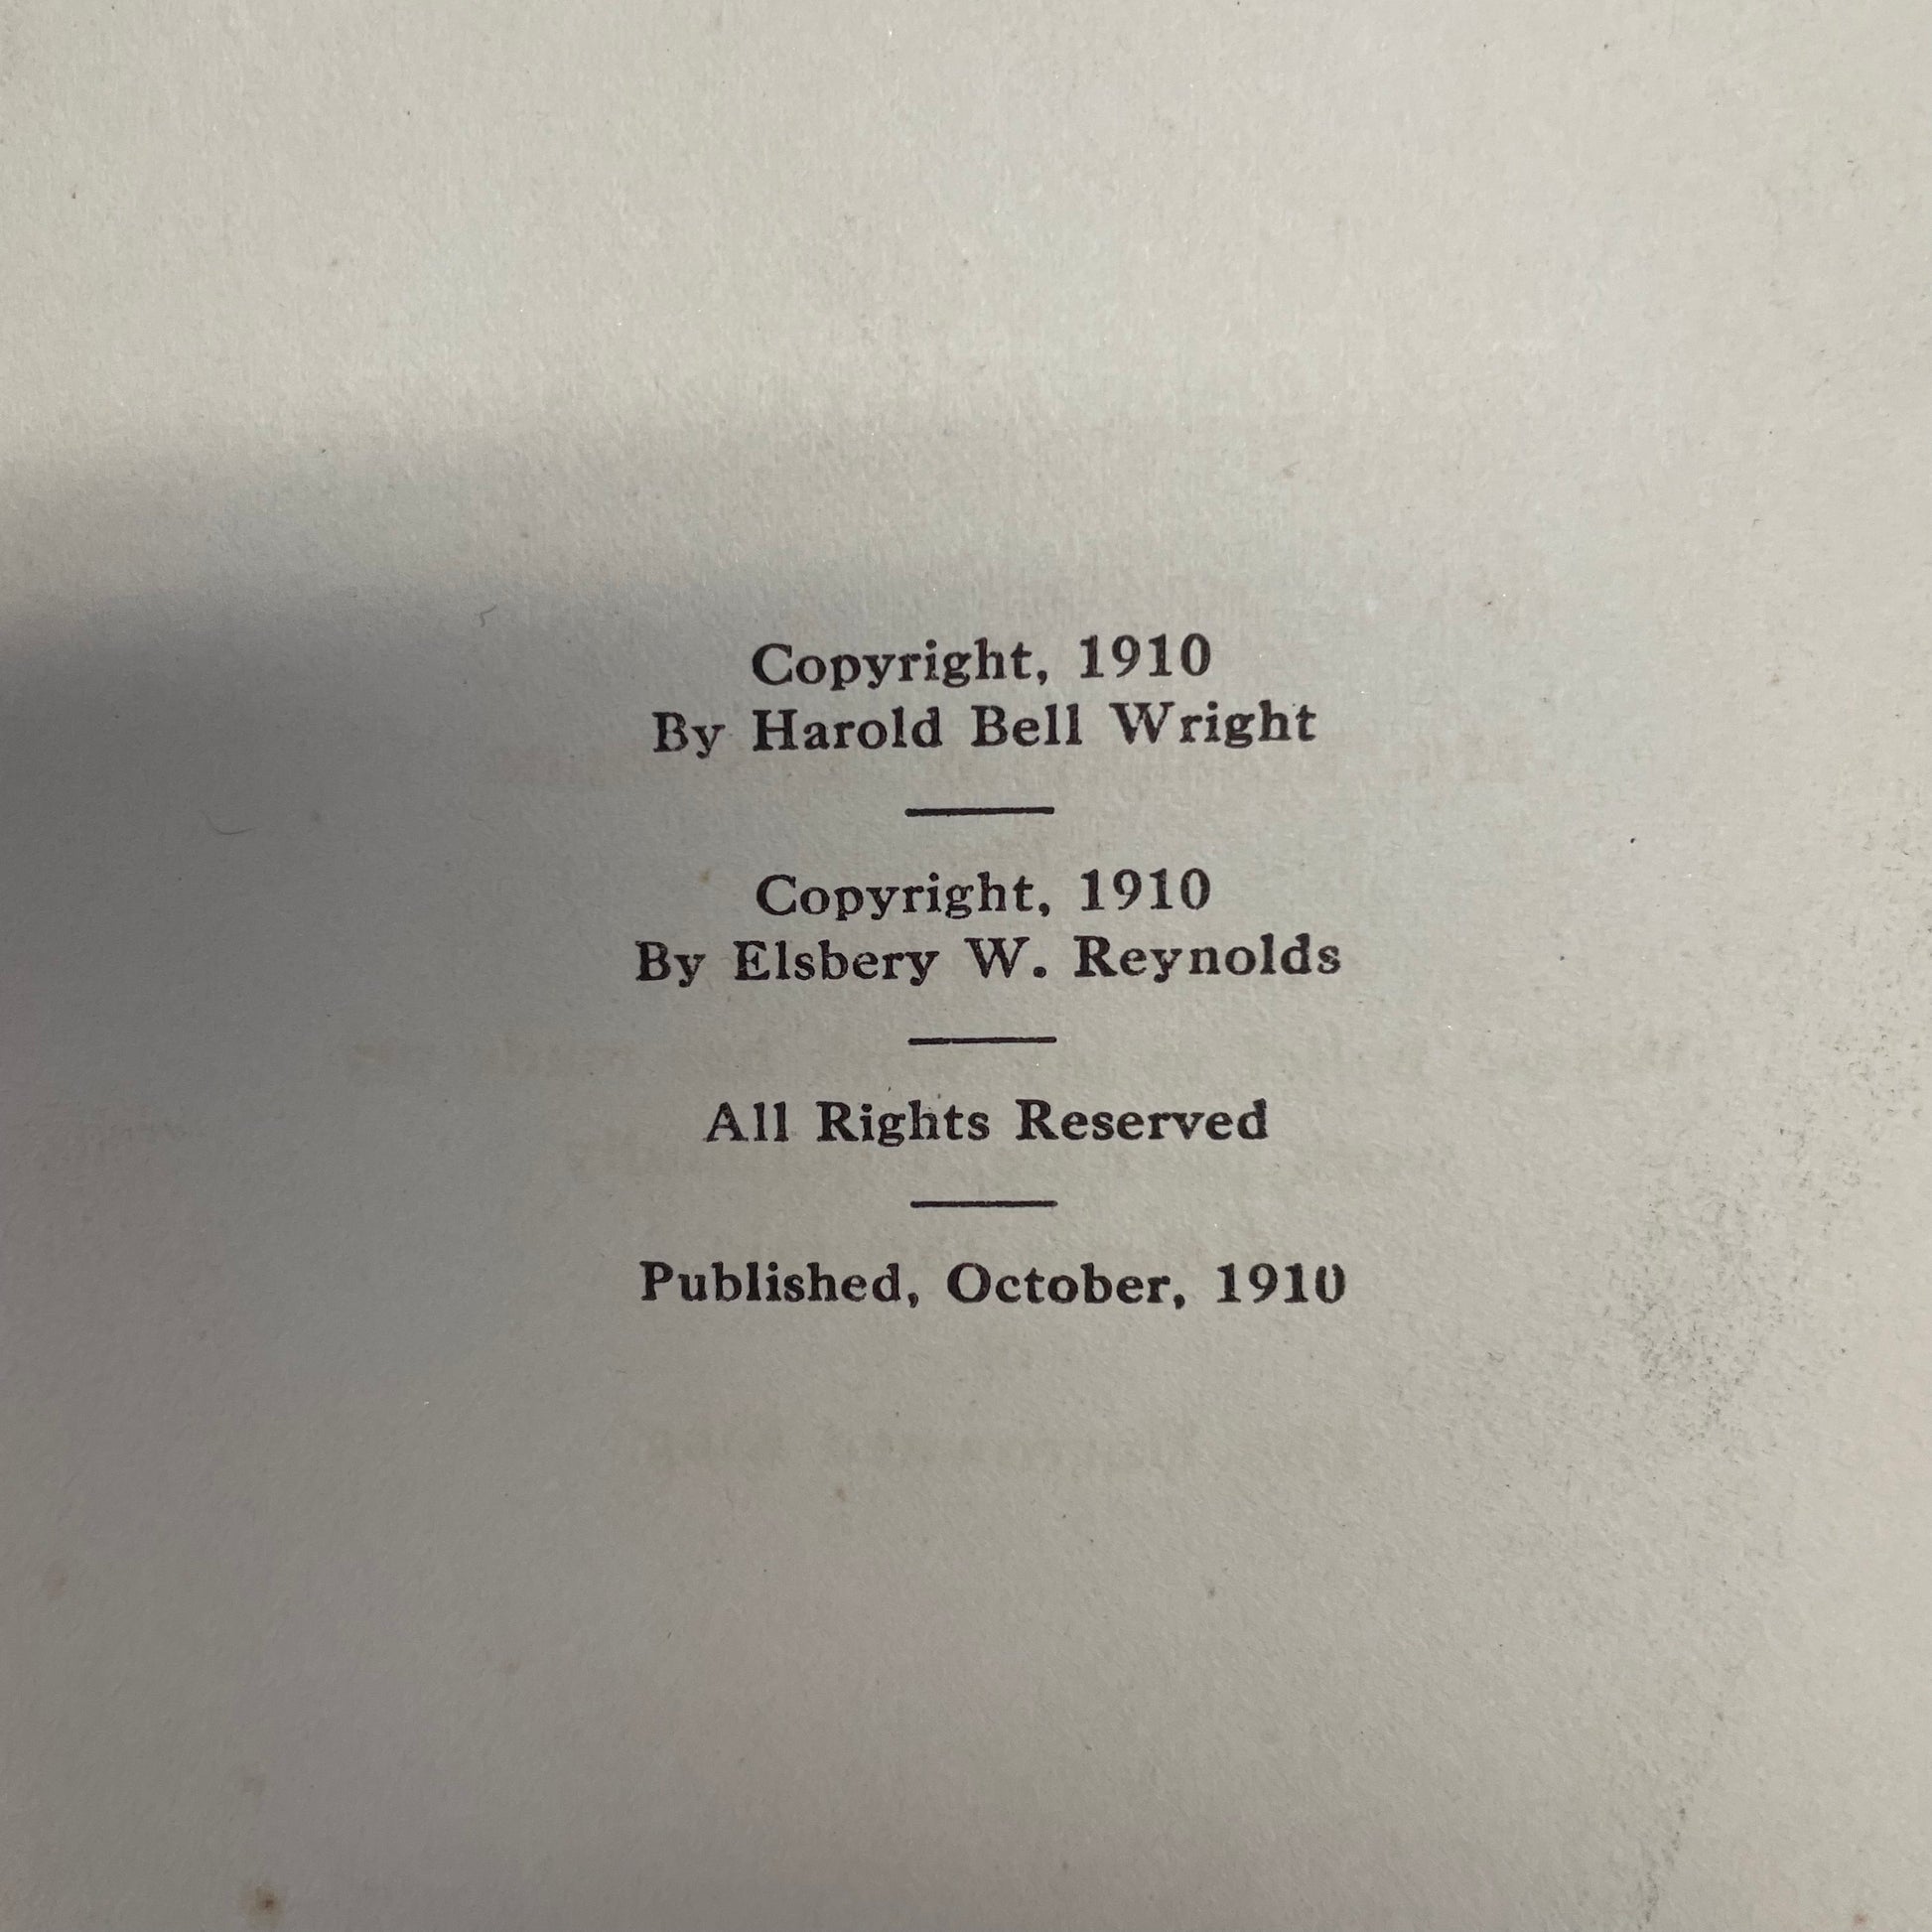 Copyright, 1910
By Harold Bell Wright
Copyright, 1910
By Elsbery W. Reynolds
All Rights Reserved
Published, October, 1910